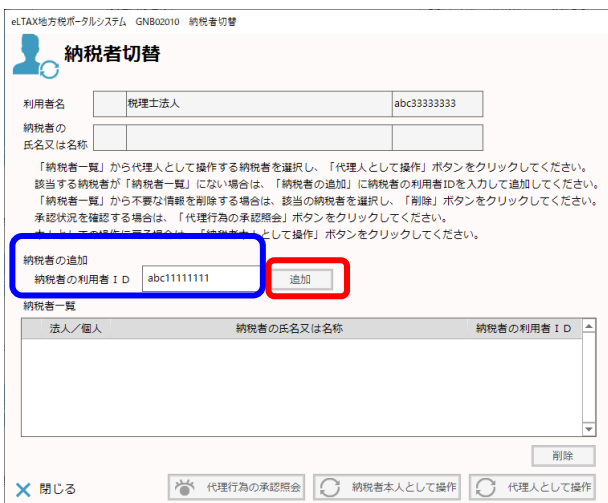 eLTAX地方税ポータルシステム GNB02010 納税者切替
納税者切替
利用者名 税理士法人 abc33333333
納税者の
氏名又は名称
「納税者一覧」から代理人として操作する納税者を選択し、「代理人として操作」ボタンをクリックしてください。
該当する納税者が「納税者一覧」にない場合は、「納税者の追加」に納税者の利用者IDを入力して追加してください。
「納税者一覧」から不要な情報を削除する場合は、該当の納税者を選択し、「削除」ボタンをクリックしてください。
承認状況を確認する場合は、「代理行為の承認照会」ボタンをクリックしてください。
本人としての操作に戻る場合は、「納税者本人として操作」ボタンをクリックしてください。
納税者の追加
納税者の利用者ID abc11111111 追加
納税者一覧
法人／個人 納税者の氏名又は名称 納税者の利用者ID
削除
閉じる 代理行為の承認照会 納税者本人として操作 代理人として操作